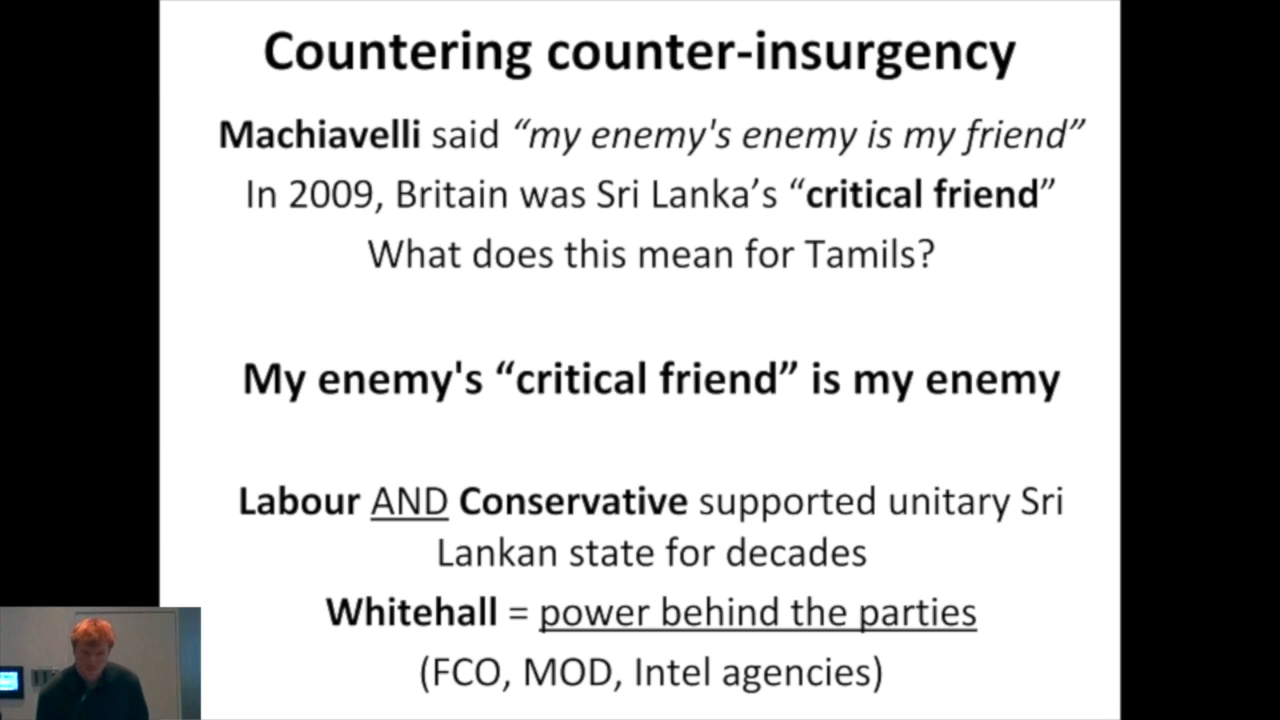 Countering counter-insurgency
Machiavelli said “my enemy's enemy is my friend”
In 2009, Britain was Sri Lanka’s “critical friend”
What does this mean for Tamils?
My enemy's “critical friend” is my enemy
Labour AND Conservative supported unitary Sri
Lankan state for decades
Whitehall = power behind the parties
(FCO, MOD, Intel agencies)